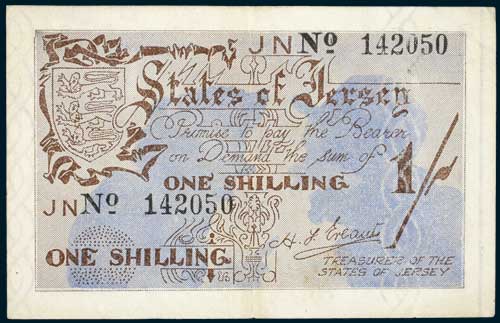 JN Nº 142050
States of Jersey
Promise to pay the Bearer
on Demand the sum of
ONE SHILLING 1/-
JN Nº 142050
ONE SHILLING
H. F. Ereaut
TREASURER OF THE
STATES OF JERSEY